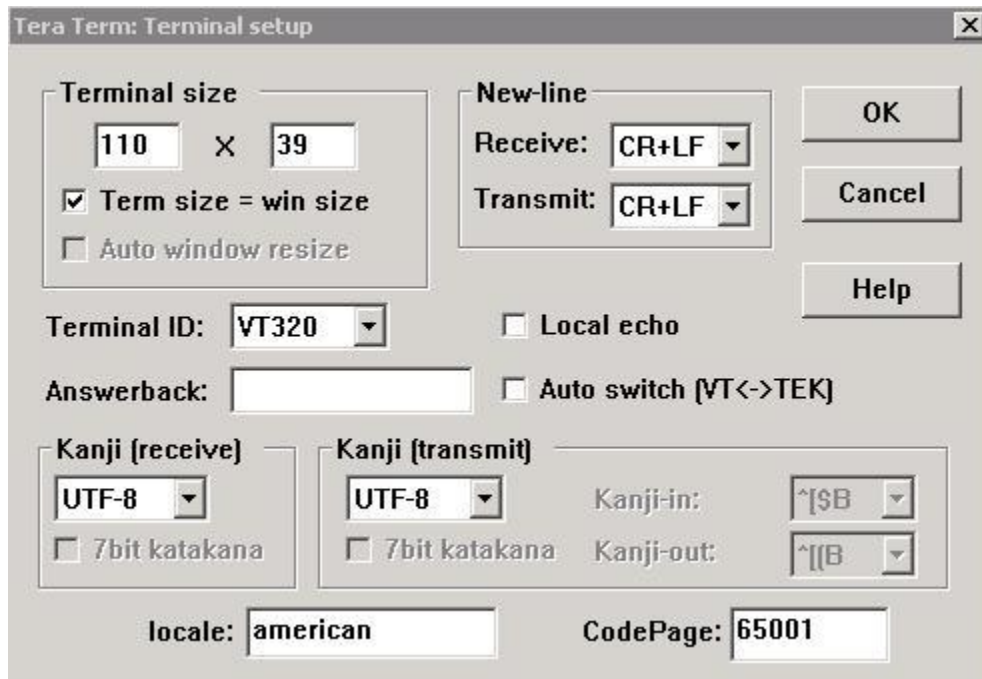 Tera Term: Terminal setup
Terminal size
110 X 39
Term size = win size
Auto window resize
New-line
Receive: CR+LF
Transmit: CR+LF
OK
Cancel
Help
Terminal ID: VT320
Local echo
Answerback:
Auto switch (VT<->TEK)
Kanji (receive)
UTF-8
7bit katakana
Kanji (transmit)
UTF-8
7bit katakana
Kanji-in: ^[$B
Kanji-out: ^[(B
locale: american
CodePage: 65001